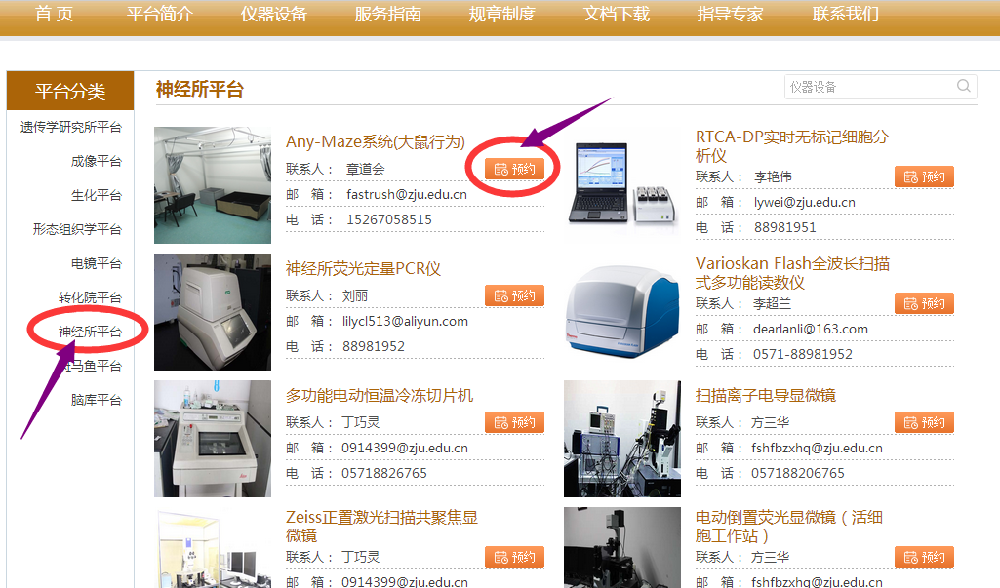 首 页 平台简介 仪器设备 服务指南 规章制度 文档下载 指导专家 联系我们
平台分类
遗传学研究所平台
成像平台
生化平台
形态组织学平台
电镜平台
转化院平台
神经所平台
斑马鱼平台
脑库平台
神经所平台
仪器设备
Any-Maze系统(大鼠行为)
联系人： 章道会
预约
邮 箱： fastrush@zju.edu.cn
电 话： 15267058515
RTCA-DP实时无标记细胞分
析仪
联系人： 李艳伟
预约
邮 箱： lywei@zju.edu.cn
电 话： 88981951
神经所荧光定量PCR仪
联系人： 刘丽
预约
邮 箱： lilycl513@aliyun.com
电 话： 88981952
Varioskan Flash全波长扫描
式多功能读数仪
联系人： 李超兰
预约
邮 箱： dearlanli@163.com
电 话： 0571-88981952
多功能电动恒温冷冻切片机
联系人： 丁巧灵
预约
邮 箱： 0914399@zju.edu.cn
电 话： 05718826765
扫描离子电导显微镜
联系人： 方三华
预约
邮 箱： fshfbzxhq@zju.edu.cn
电 话： 057188206765
Zeiss正置激光扫描共聚焦显
微镜
联系人： 丁巧灵
预约
邮 箱： 0914399@zju.edu.cn
电动倒置荧光显微镜（活细
胞工作站）
联系人： 方三华
预约
邮 箱： fshfbzxhq@zju.edu.cn